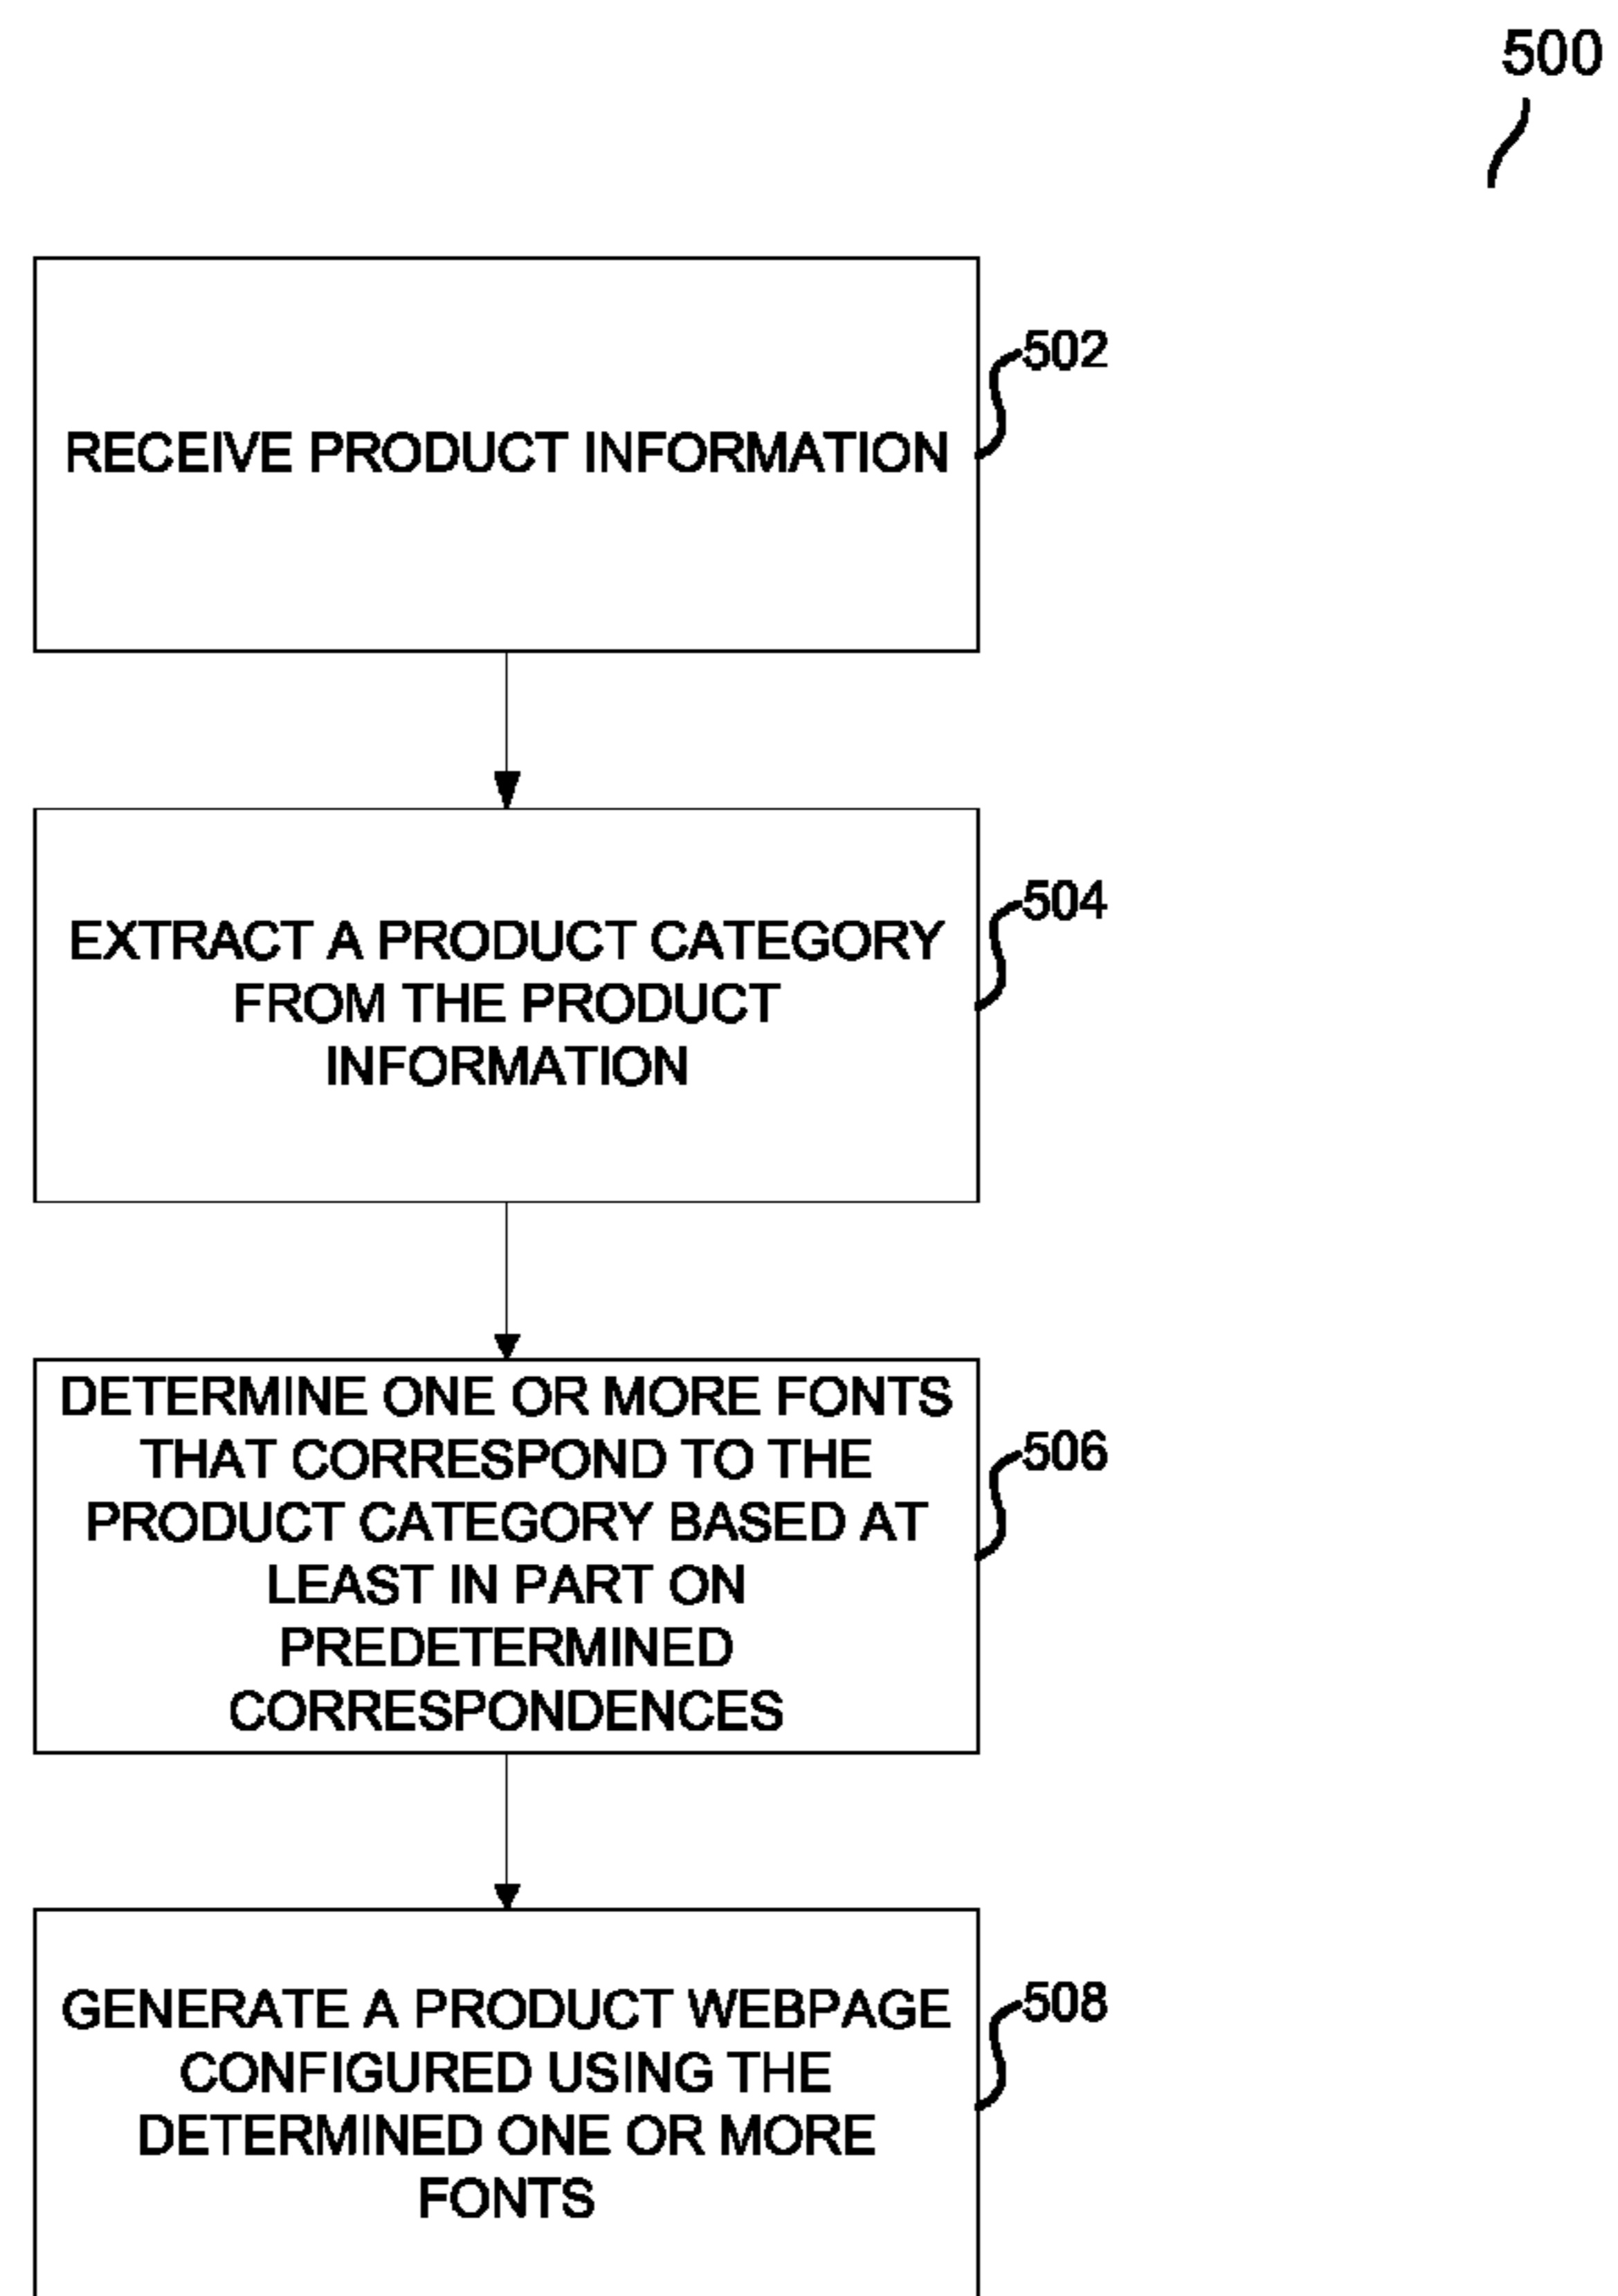 500
RECEIVE PRODUCT INFORMATION
502
EXTRACT A PRODUCT CATEGORY
FROM THE PRODUCT
INFORMATION
504
DETERMINE ONE OR MORE FONTS
THAT CORRESPOND TO THE
PRODUCT CATEGORY BASED AT
LEAST IN PART ON
PREDETERMINED
CORRESPONDENCES
506
GENERATE A PRODUCT WEBPAGE
CONFIGURED USING THE
DETERMINED ONE OR MORE
FONTS
508